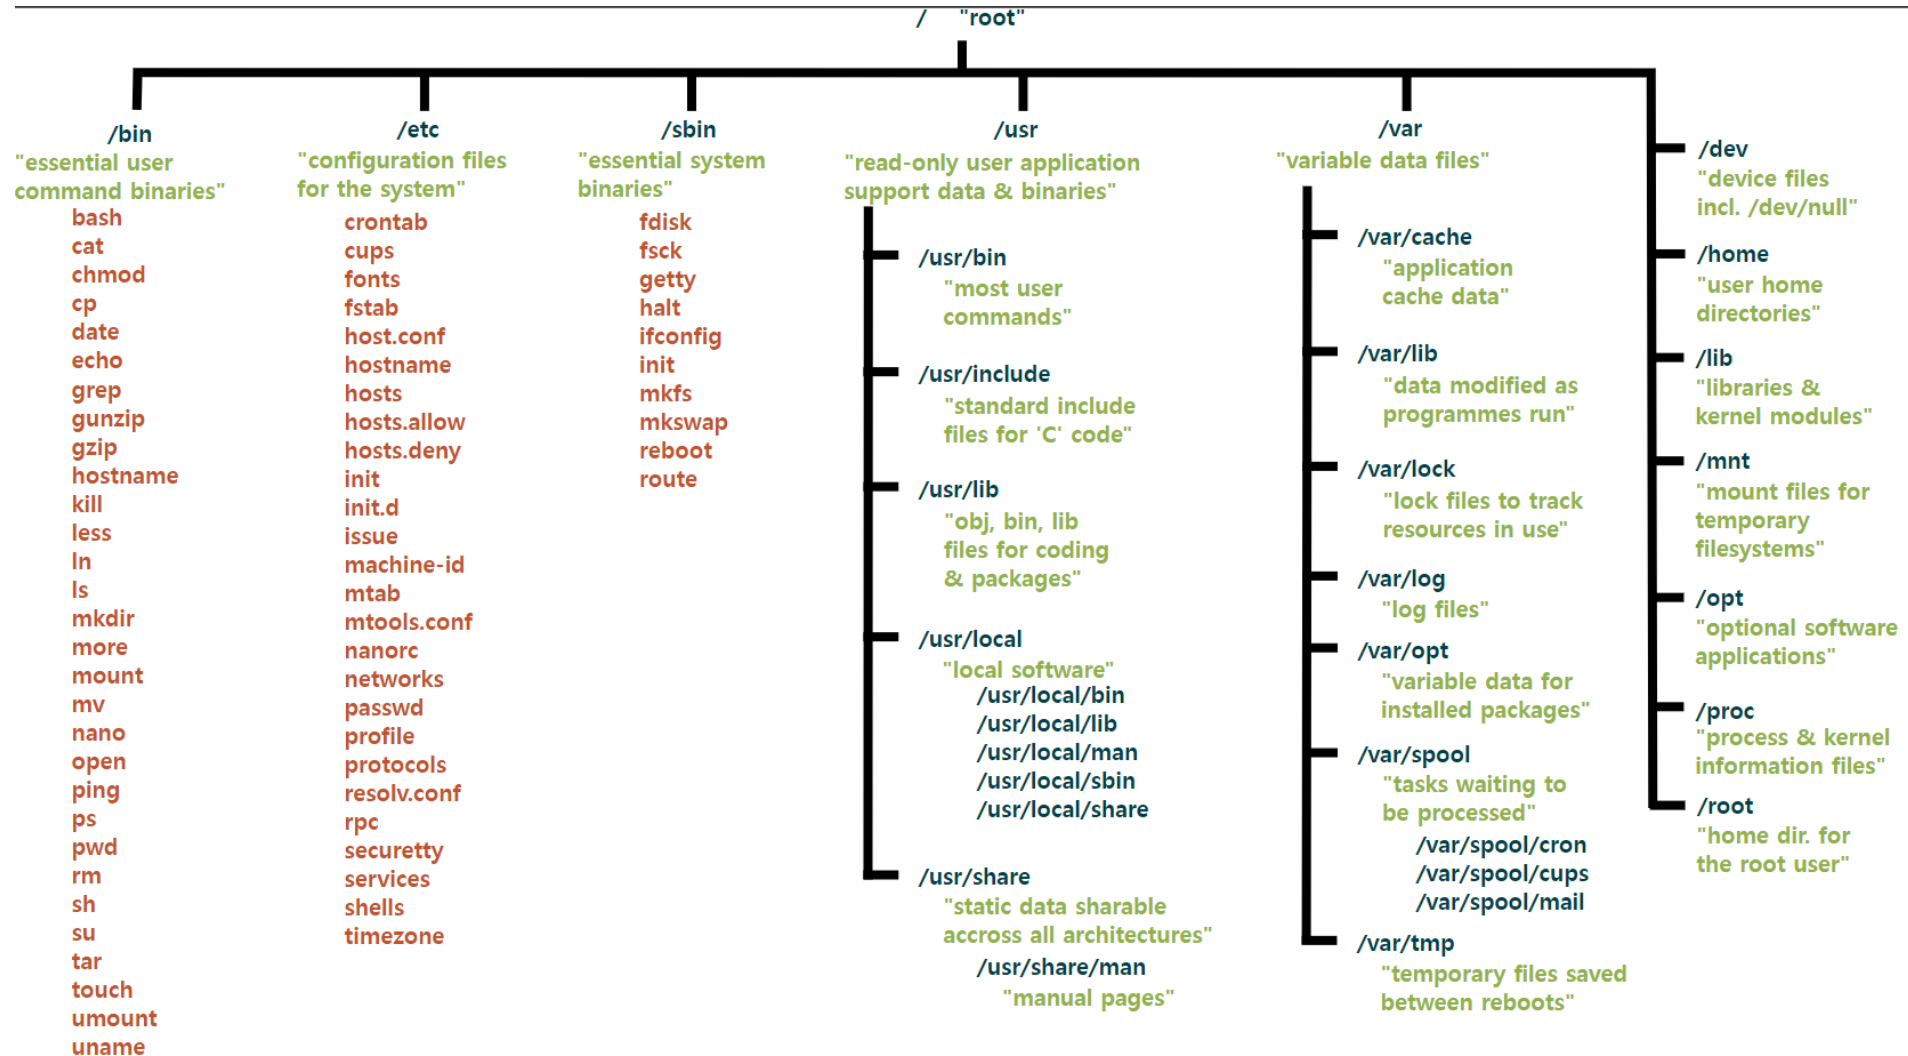 / "root"
/bin
"essential user
command binaries"
bash
cat
chmod
cp
date
echo
grep
gunzip
gzip
hostname
kill
less
ln
ls
mkdir
more
mount
mv
nano
open
ping
ps
pwd
rm
sh
su
tar
touch
umount
uname
/etc
"configuration files
for the system"
crontab
cups
fonts
fstab
host.conf
hostname
hosts
hosts.allow
hosts.deny
init
init.d
issue
machine-id
mtab
mtools.conf
nanorc
networks
passwd
profile
protocols
resolv.conf
rpc
securetty
services
shells
timezone
/sbin
"essential system
binaries"
fdisk
fsck
getty
halt
ifconfig
init
mkfs
mkswap
reboot
route
/usr
"read-only user application
support data & binaries"
/usr/bin
"most user
commands"
/usr/include
"standard include
files for 'C' code"
/usr/lib
"obj, bin, lib
files for coding
& packages"
/usr/local
"local software"
/usr/local/bin
/usr/local/lib
/usr/local/man
/usr/local/sbin
/usr/local/share
/usr/share
"static data sharable
accross all architectures"
/usr/share/man
"manual pages"
/var
"variable data files"
/var/cache
"application
cache data"
/var/lib
"data modified as
programmes run"
/var/lock
"lock files to track
resources in use"
/var/log
"log files"
/var/opt
"variable data for
installed packages"
/var/spool
"tasks waiting to
be processed"
/var/spool/cron
/var/spool/cups
/var/spool/mail
/var/tmp
"temporary files saved
between reboots"
/dev
"device files
incl. /dev/null"
/home
"user home
directories"
/lib
"libraries &
kernel modules"
/mnt
"mount files for
temporary
filesystems"
/opt
"optional software
applications"
/proc
"process & kernel
information files"
/root
"home dir. for
the root user"